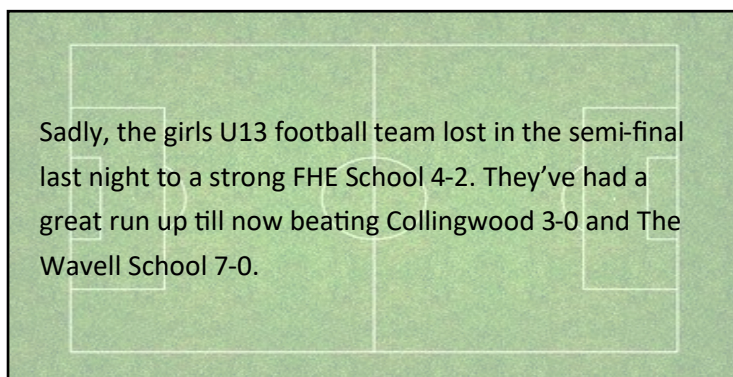 Sadly, the girls U13 football team lost in the semi-final
last night to a strong FHE School 4-2. They’ve had a
great run up till now beating Collingwood 3-0 and The
Wavell School 7-0.